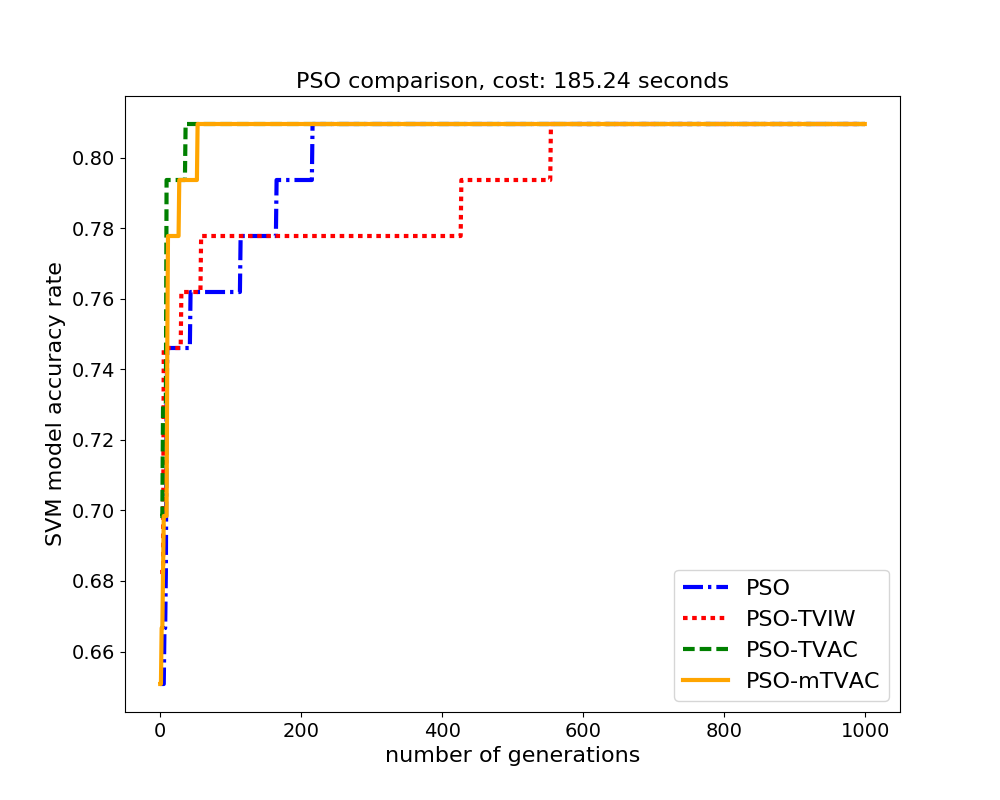 PSO comparison, cost: 185.24 seconds
SVM model accuracy rate
0.80
0.78
0.76
0.74
0.72
0.70
0.68
0.66
0
200
400
600
800
1000
number of generations
PSO
PSO-TVIW
PSO-TVAC
PSO-mTVAC